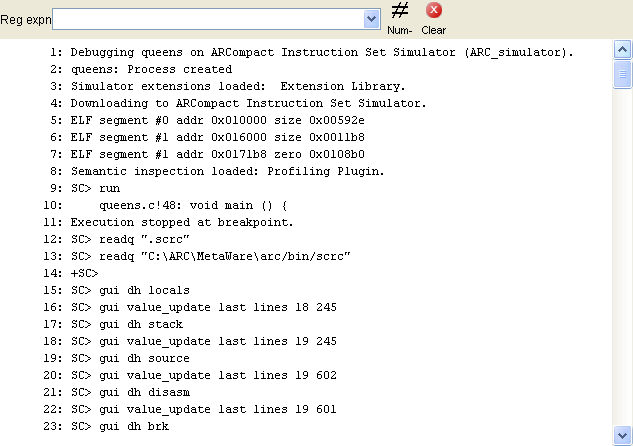 Reg expn
Num-
Clear
1: Debugging queens on ARCompact Instruction Set Simulator (ARC_simulator).
2: queens: Process created
3: Simulator extensions loaded:  Extension Library.
4: Downloading to ARCompact Instruction Set Simulator.
5: ELF segment #0 addr 0x010000 size 0x00592e
6: ELF segment #1 addr 0x016000 size 0x0011b8
7: ELF segment #1 addr 0x0171b8 zero 0x0108b0
8: Semantic inspection loaded: Profiling Plugin.
9: SC> run
10:     queens.c!48: void main () {
11: Execution stopped at breakpoint.
12: SC> readq ".scrc"
13: SC> readq "C:\ARC\MetaWare\arc/bin/scrc"
14: +SC>
15: SC> gui dh locals
16: SC> gui value_update last lines 18 245
17: SC> gui dh stack
18: SC> gui value_update last lines 19 245
19: SC> gui dh source
20: SC> gui value_update last lines 19 602
21: SC> gui dh disasm
22: SC> gui value_update last lines 19 601
23: SC> gui dh brk